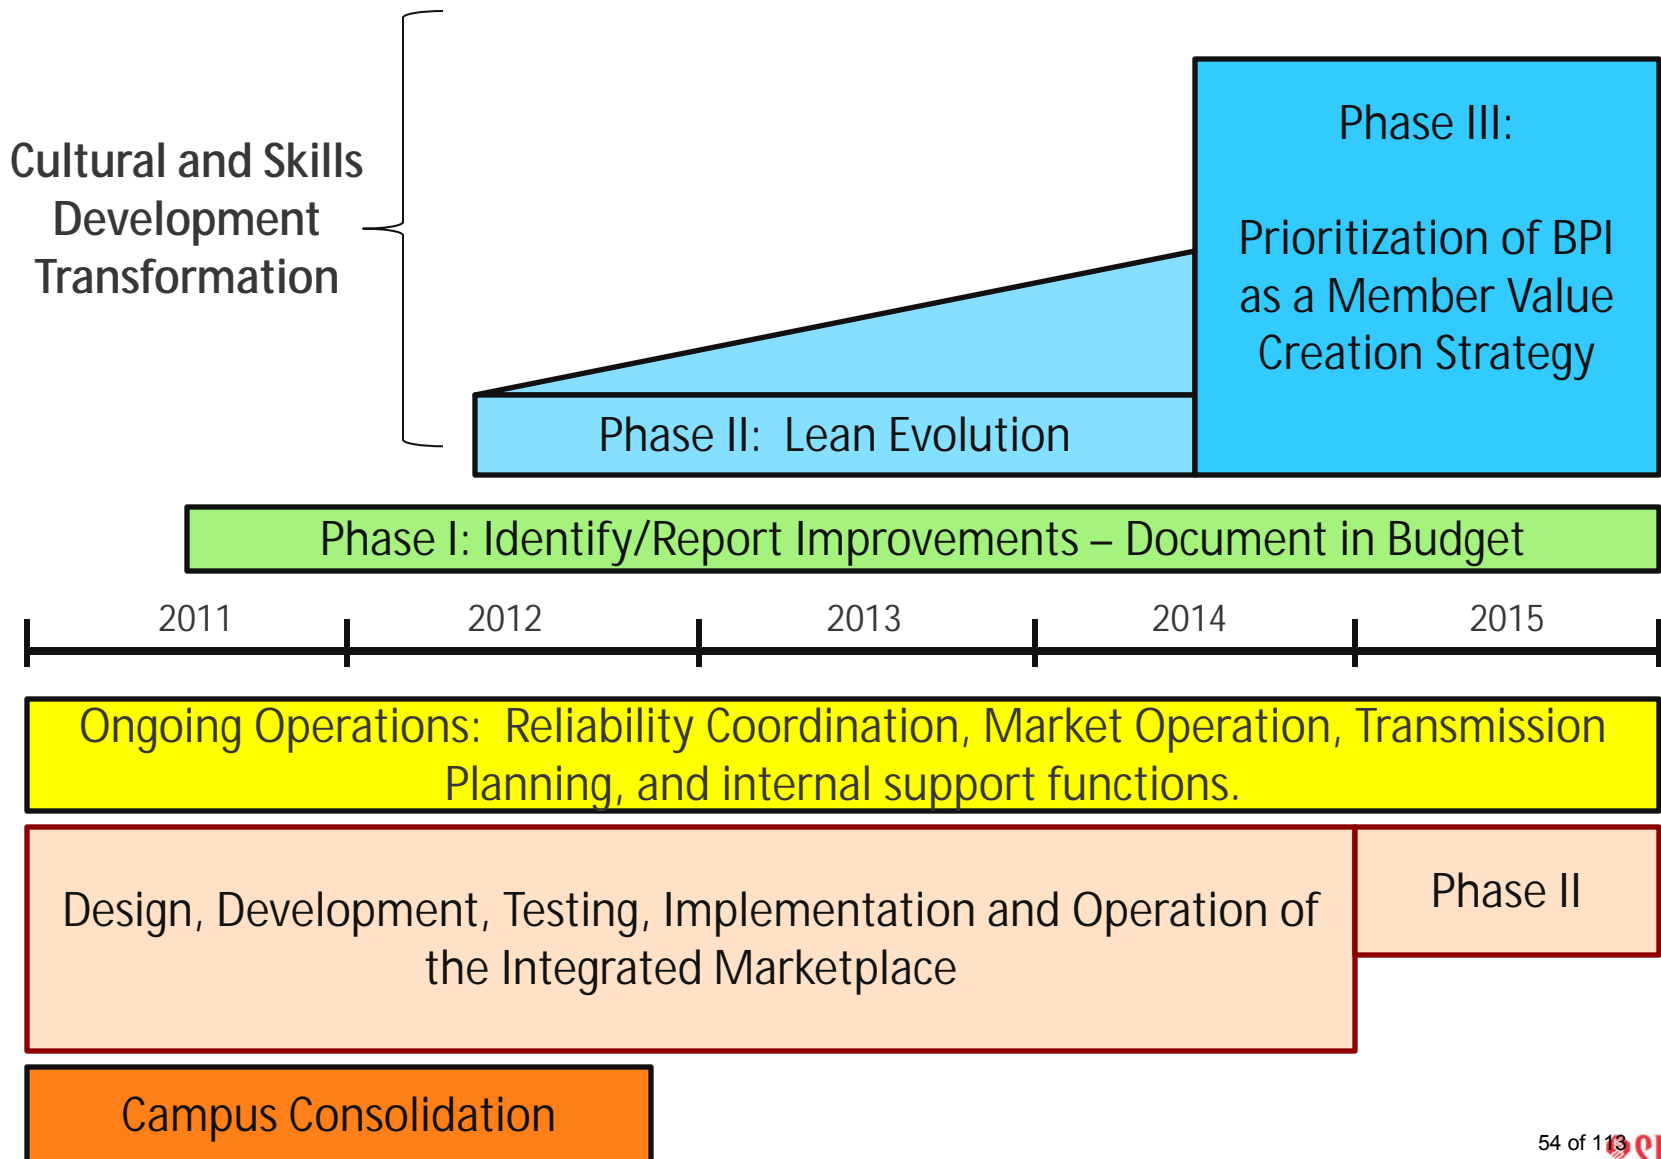 Cultural and Skills
Development
Transformation
Phase III:
Prioritization of BPI
as a Member Value
Creation Strategy
Phase II: Lean Evolution
Phase I: Identify/Report Improvements – Document in Budget
2011 2012 2013 2014 2015
Ongoing Operations: Reliability Coordination, Market Operation, Transmission
Planning, and internal support functions.
Design, Development, Testing, Implementation and Operation of
the Integrated Marketplace
Phase II
Campus Consolidation
54 of 113